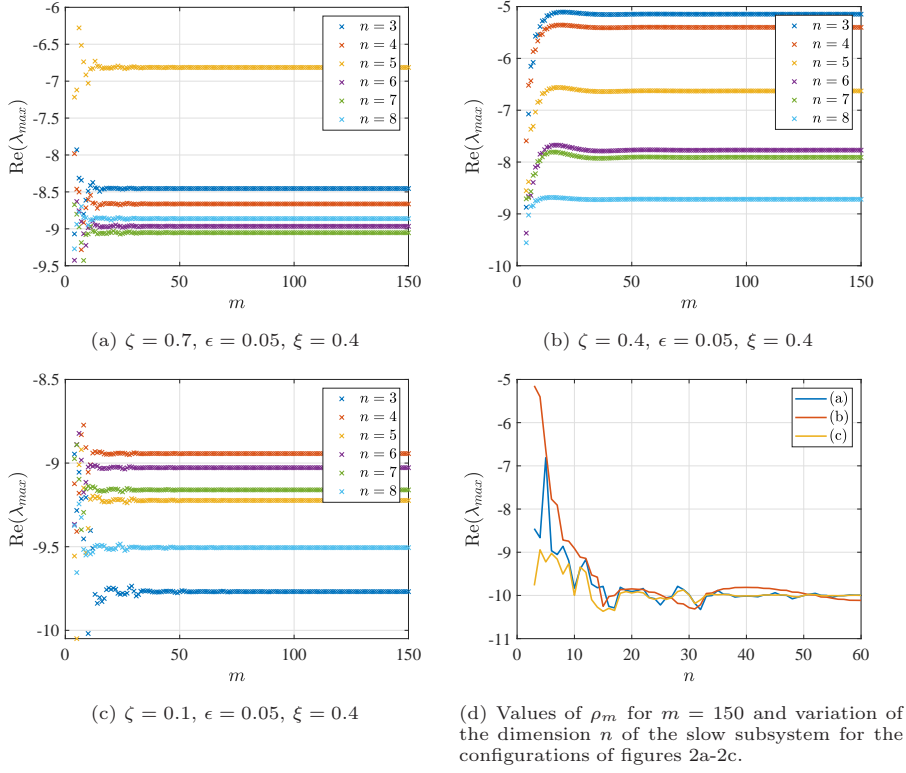 -6
-6.5
-7
-7.5
-8
-8.5
-9
-9.5
Re(λ_max)
0
50
100
150
m
n = 3
n = 4
n = 5
n = 6
n = 7
n = 8
(a) ζ = 0.7, ϵ = 0.05, ξ = 0.4
-5
-6
-7
-8
-9
-10
Re(λ_max)
0
50
100
150
m
n = 3
n = 4
n = 5
n = 6
n = 7
n = 8
(b) ζ = 0.4, ϵ = 0.05, ξ = 0.4
-8.5
-9
-9.5
-10
Re(λ_max)
0
50
100
150
m
n = 3
n = 4
n = 5
n = 6
n = 7
n = 8
(c) ζ = 0.1, ϵ = 0.05, ξ = 0.4
-5
-6
-7
-8
-9
-10
-11
Re(λ_max)
0
10
20
30
40
50
60
n
(a)
(b)
(c)
(d) Values of ρ_m for m = 150 and variation of
the dimension n of the slow subsystem for the
configurations of figures 2a-2c.